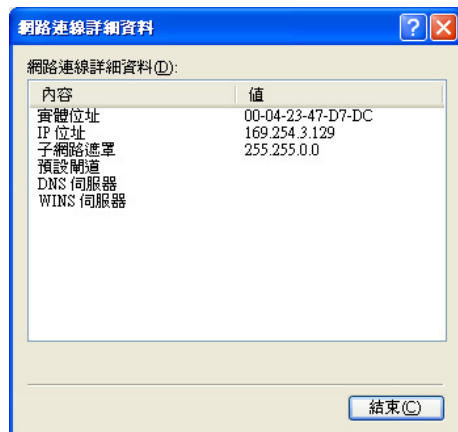 網路連線詳細資料
網路連線詳細資料(D):
內容 值
實體位址 00-04-23-47-D7-DC
IP 位址 169.254.3.129
子網路遮罩 255.255.0.0
預設閘道
DNS 伺服器
WINS 伺服器
結束(C)